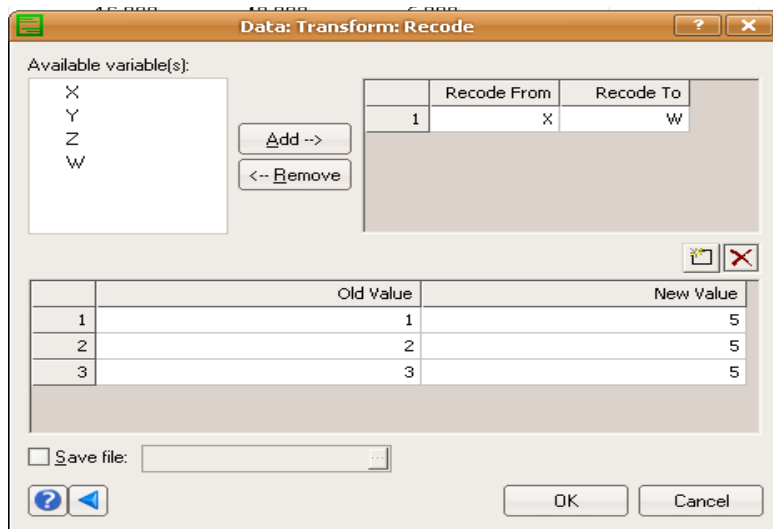 Data: Transform: Recode
Available variable(s):
X
Y
Z
W
Add -->
<-- Remove
Recode From Recode To
1 X W
Old Value New Value
1 1 5
2 2 5
3 3 5
Save file:
OK Cancel